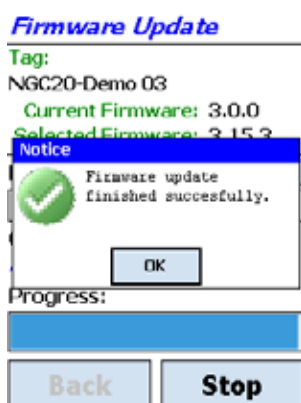 Firmware Update
Tag:
NGC20-Demo 03
Current Firmware: 3.0.0
Selected Firmware: 3.15.3
Notice
Firmware update
finished succesfully.
OK
Progress:
Back
Stop